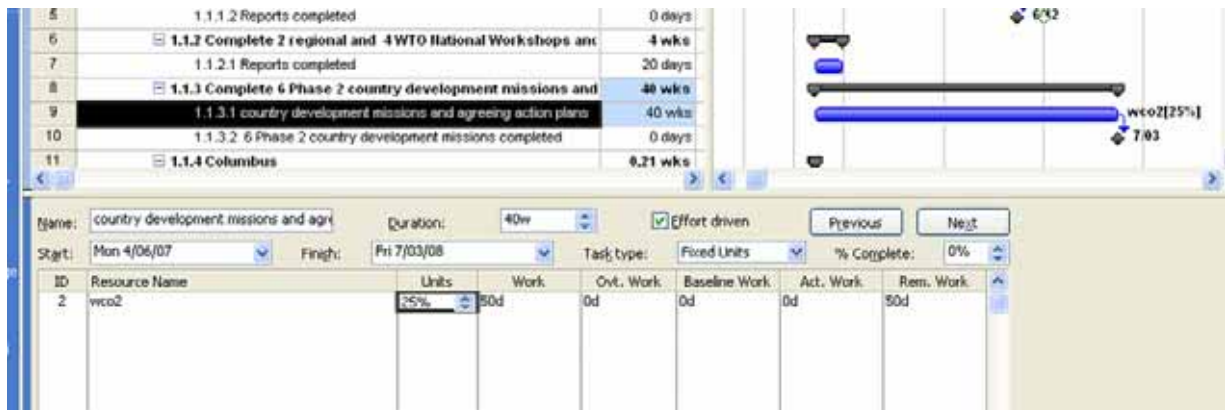 5 1.1.1.2 Reports completed 0 days 6/12
6 1.1.2 Complete 2 regional and 4 WTO National Workshops and 4 wks
7 1.1.2.1 Reports completed 20 days
8 1.1.3 Complete 6 Phase 2 country development missions and 40 wks
9 1.1.3.1 country development missions and agreeing action plans 40 wks wco2[25%]
10 1.1.3.2 6 Phase 2 country development missions completed 0 days 7/03
11 1.1.4 Columbus 0.21 wks
Name: country development missions and agre Duration: 40w Effort driven Previous Next
Start: Mon 4/06/07 Finish: Fri 7/03/08 Task type: Fixed Units % Complete: 0%
ID Resource Name Units Work Ovt. Work Baseline Work Act. Work Rem. Work
2 wco2 25% 50d 0d 0d 0d 50d